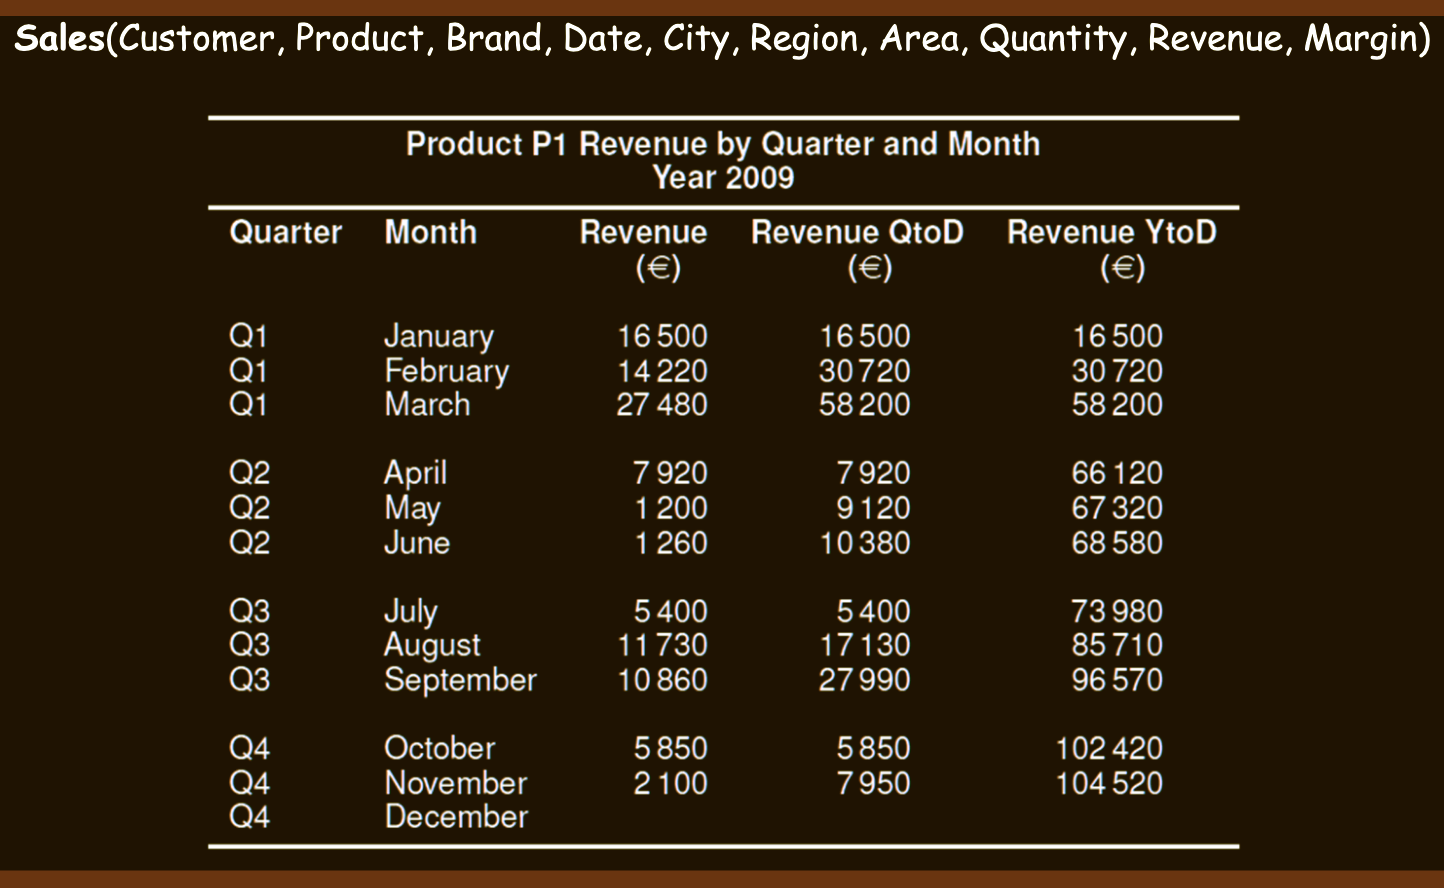 Sales(Customer, Product, Brand, Date, City, Region, Area, Quantity, Revenue, Margin)
Product P1 Revenue by Quarter and Month
Year 2009
Quarter Month Revenue Revenue QtoD Revenue YtoD
(€) (€) (€)
Q1 January 16 500 16 500 16 500
Q1 February 14 220 30 720 30 720
Q1 March 27 480 58 200 58 200
Q2 April 7 920 7 920 66 120
Q2 May 1 200 9 120 67 320
Q2 June 1 260 10 380 68 580
Q3 July 5 400 5 400 73 980
Q3 August 11 730 17 130 85 710
Q3 September 10 860 27 990 96 570
Q4 October 5 850 5 850 102 420
Q4 November 2 100 7 950 104 520
Q4 December